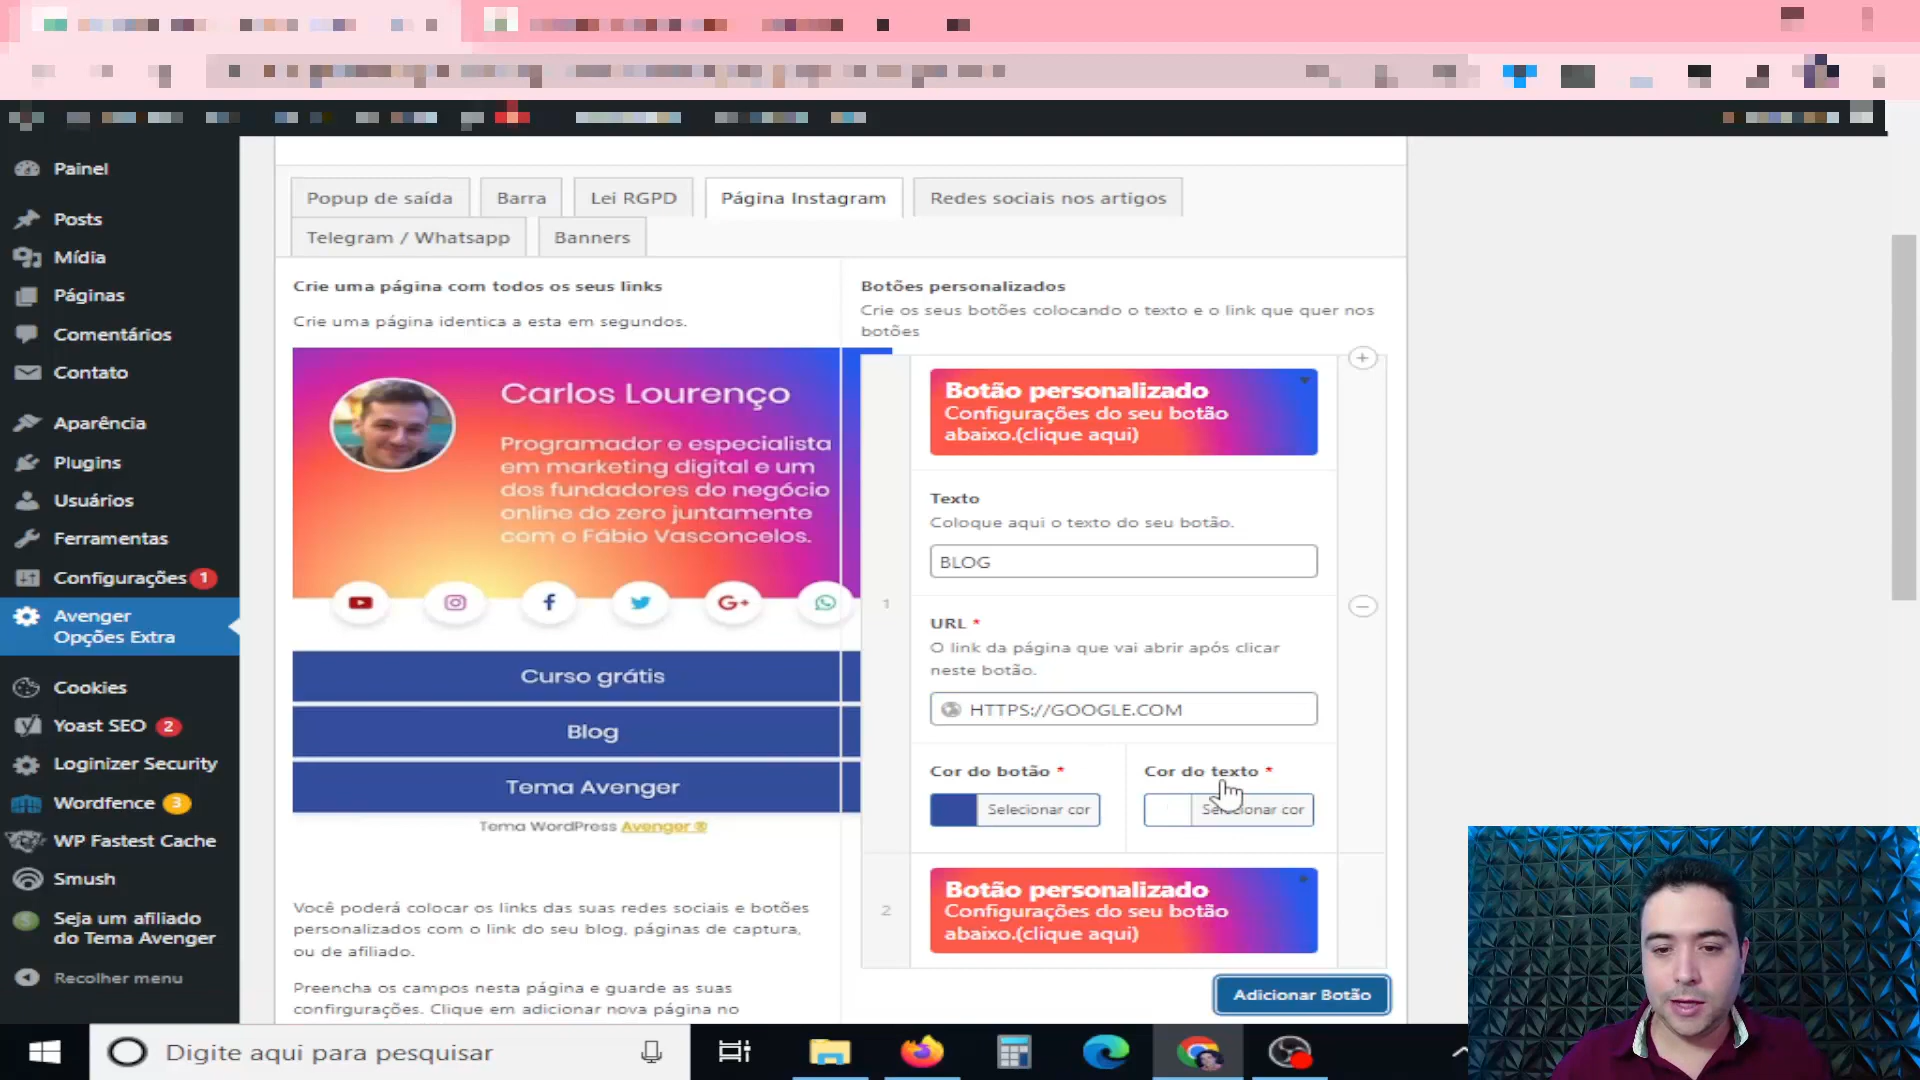 Painel
Posts
Mídia
Páginas
Comentários
Contato
Aparência
Plugins
Usuários
Ferramentas
Configurações 1
Avenger
Opções Extra
Cookies
Yoast SEO 2
Loginizer Security
Wordfence 3
WP Fastest Cache
Smush
Seja um afiliado
do Tema Avenger
Recolher menu
Popup de saída
Barra
Lei RGPD
Página Instagram
Redes sociais nos artigos
Telegram / Whatsapp
Banners
Crie uma página com todos os seus links
Crie uma página identica a esta em segundos.
Carlos Lourenço
Programador e especialista
em marketing digital e um
dos fundadores do negócio
online do zero juntamente
com o Fábio Vasconcelos.
Curso grátis
Blog
Tema Avenger
Tema WordPress Avenger ®
Você poderá colocar os links das suas redes sociais e botões
personalizados com o link do seu blog, páginas de captura,
ou de afiliado.
Preencha os campos nesta página e guarde as suas
confirgurações. Clique em adicionar nova página no
Botões personalizados
Crie os seus botões colocando o texto e o link que quer nos
botões
Botão personalizado
Configurações do seu botão
abaixo.(clique aqui)
Texto
Coloque aqui o texto do seu botão.
BLOG
1
URL *
O link da página que vai abrir após clicar
neste botão.
HTTPS://GOOGLE.COM
Cor do botão *
Selecionar cor
Cor do texto *
Selecionar cor
2
Botão personalizado
Configurações do seu botão
abaixo.(clique aqui)
Adicionar Botão
Digite aqui para pesquisar